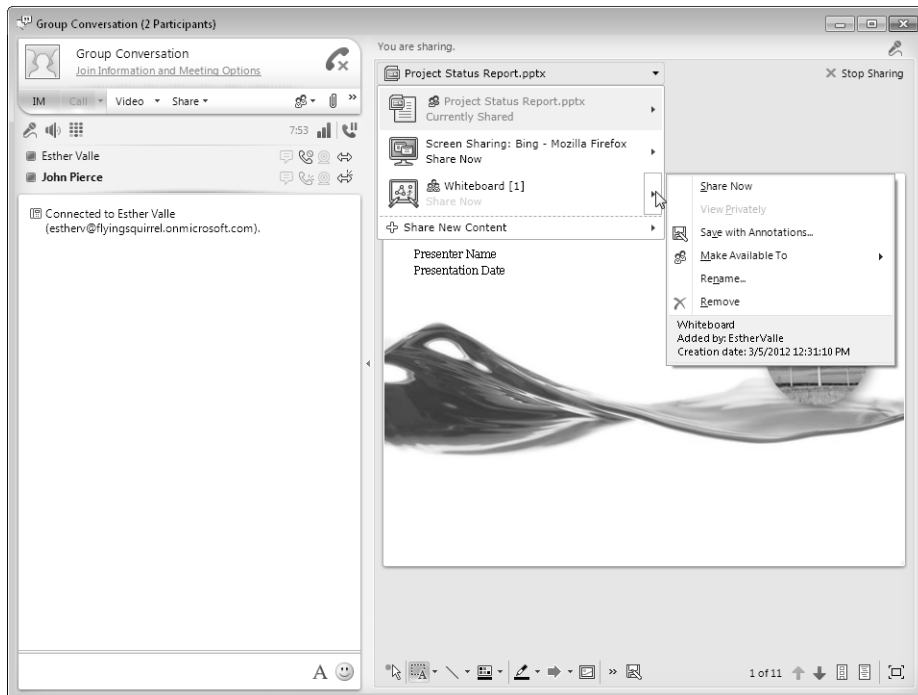 Group Conversation (2 Participants)
Group Conversation
Join Information and Meeting Options
IM Call Video Share »
7:53
Esther Valle
John Pierce
Connected to Esther Valle
(estherv@flyingsquirrel.onmicrosoft.com).
A
You are sharing.
Project Status Report.pptx
Stop Sharing
Project Status Report.pptx
Currently Shared
Screen Sharing: Bing - Mozilla Firefox
Share Now
Whiteboard [1]
Share Now
Share New Content
Share Now
View Privately
Save with Annotations...
Make Available To
Rename...
Remove
Whiteboard
Added by: EstherValle
Creation date: 3/5/2012 12:31:10 PM
Presenter Name
Presentation Date
A » 1 of 11